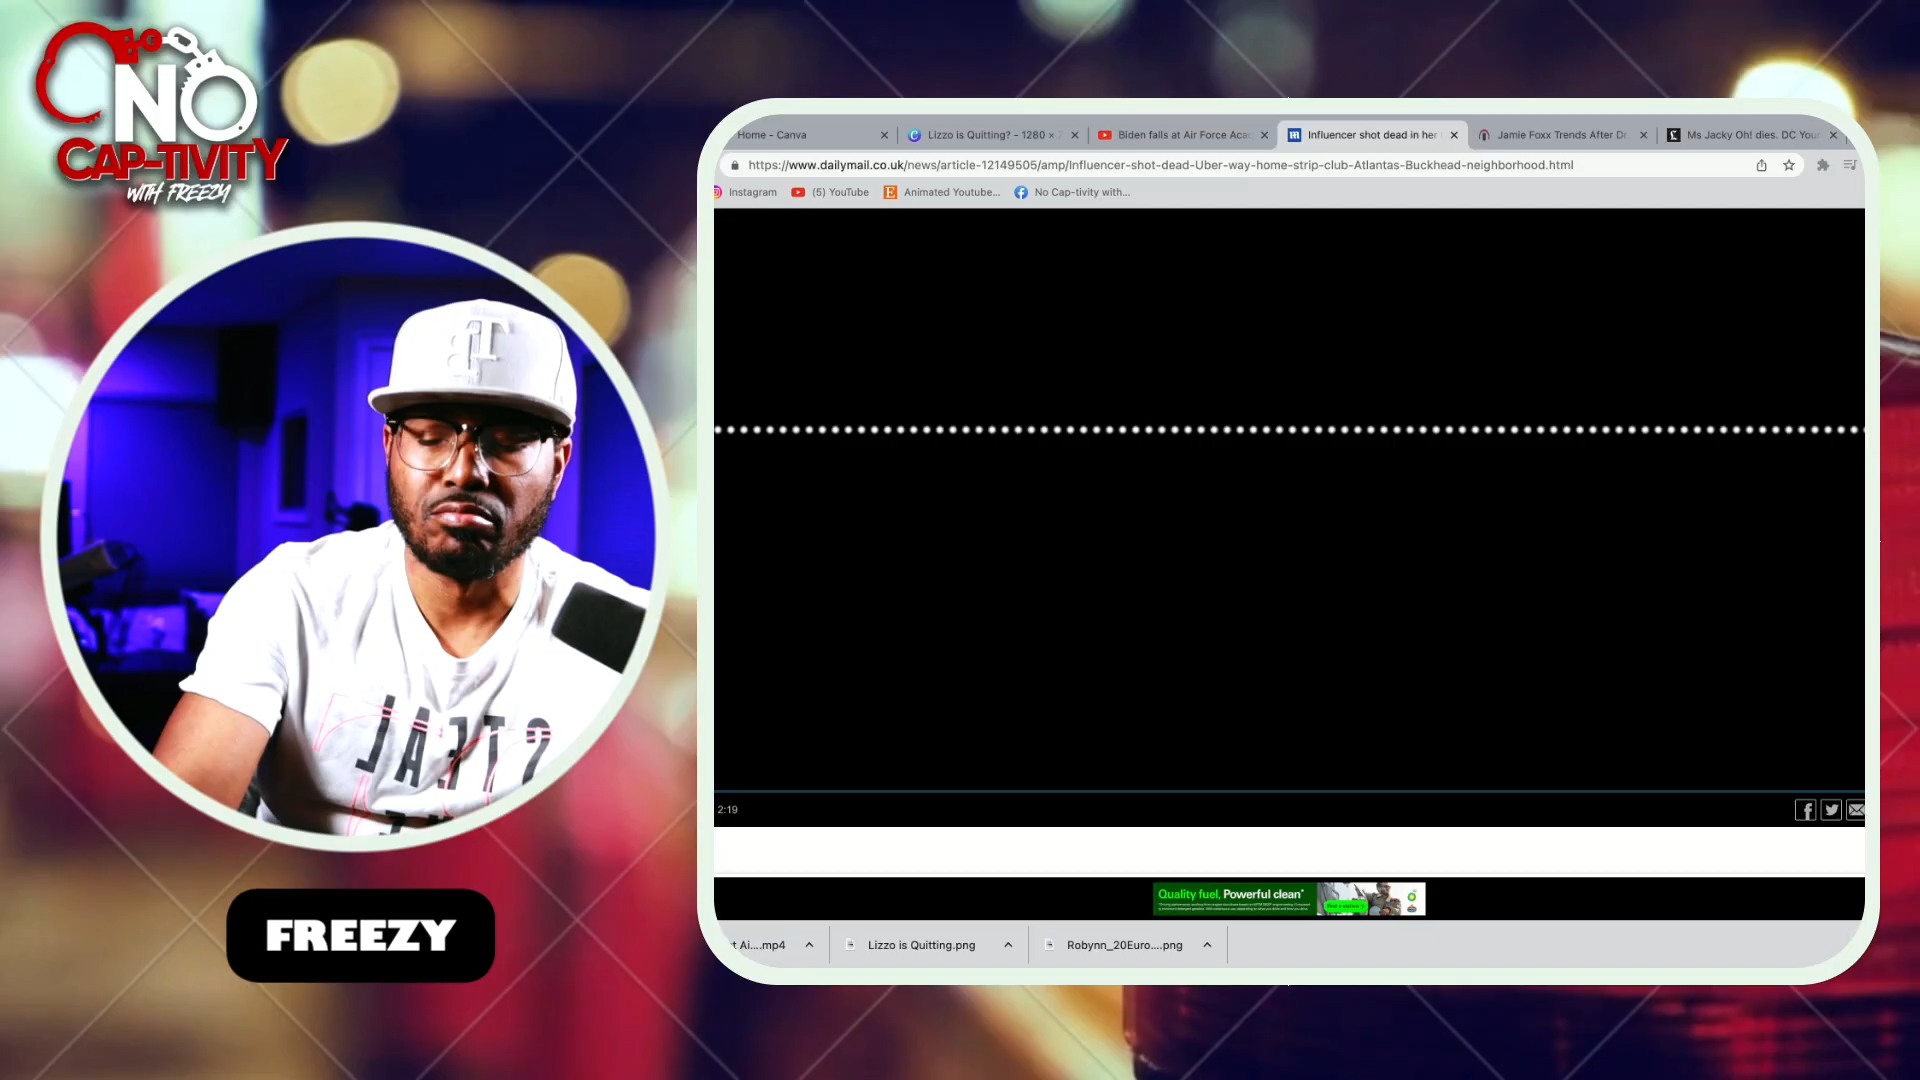 NO
CAP-TIVITY
WITH FREEZY
Home - Canva
Lizzo is Quitting? - 1280 ×
Biden falls at Air Force Aca
Influencer shot dead in her
Jamie Foxx Trends After Dr
Ms Jacky Oh! dies. DC You
https://www.dailymail.co.uk/news/article-12149505/amp/Influencer-shot-dead-Uber-way-home-strip-club-Atlantas-Buckhead-neighborhood.html
Instagram
(5) YouTube
Animated Youtube...
No Cap-tivity with...
2:19
Quality fuel, Powerful clean*
t Ai....mp4
Lizzo is Quitting.png
Robynn_20Euro....png
FREEZY